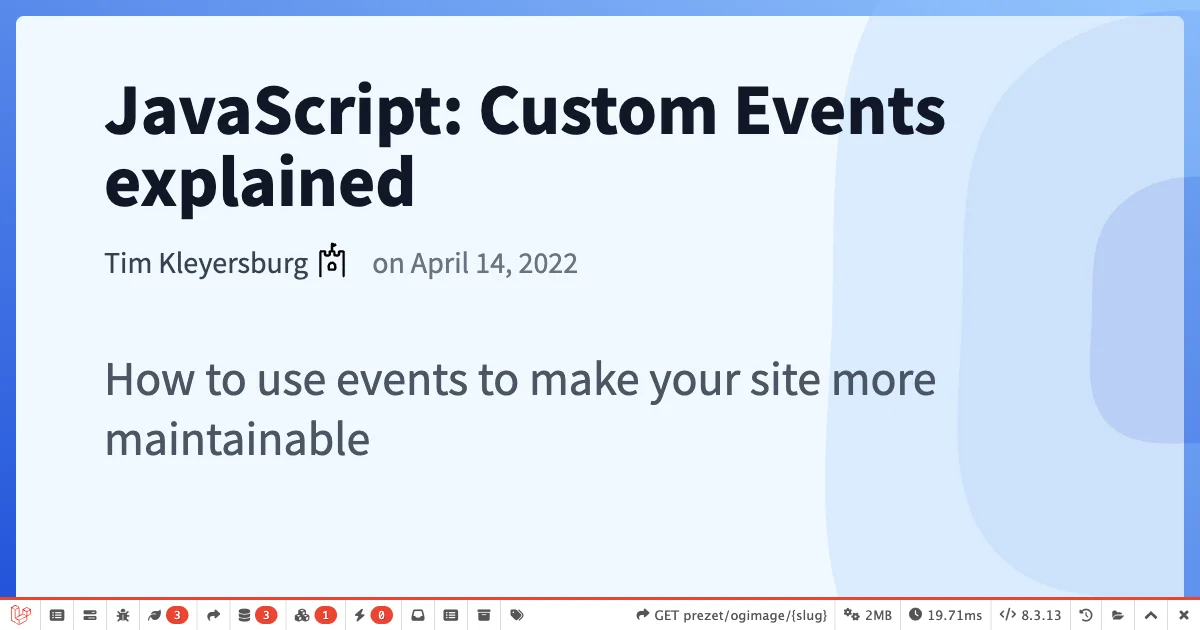 JavaScript: Custom Events
explained
Tim Kleyersburg on April 14, 2022
How to use events to make your site more
maintainable
3 3 1 0 GET prezet/ogimage/{slug} 2MB 19.71ms 8.3.13